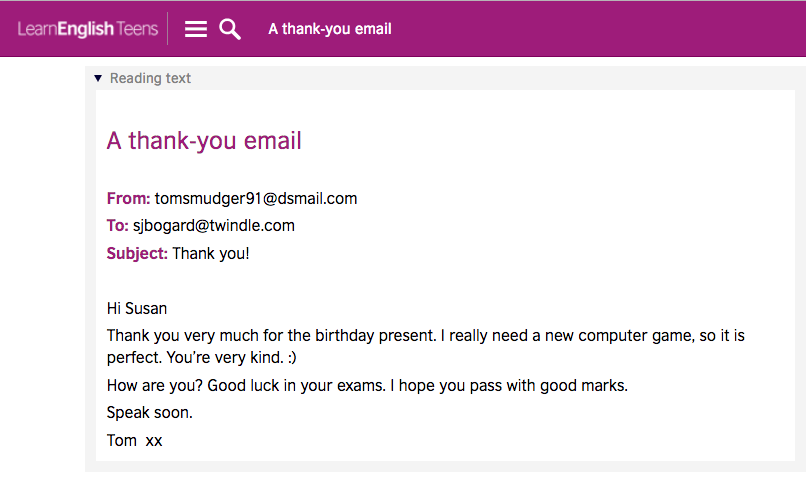 LearnEnglish Teens
A thank-you email
Reading text
A thank-you email
From: tomsmudger91@dsmail.com
To: sjbogard@twindle.com
Subject: Thank you!
Hi Susan
Thank you very much for the birthday present. I really need a new computer game, so it is
perfect. You're very kind. :)
How are you? Good luck in your exams. I hope you pass with good marks.
Speak soon.
Tom  xx